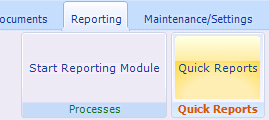 ocuments Reporting Maintenance/Settings
Start Reporting Module Quick Reports
Processes Quick Reports